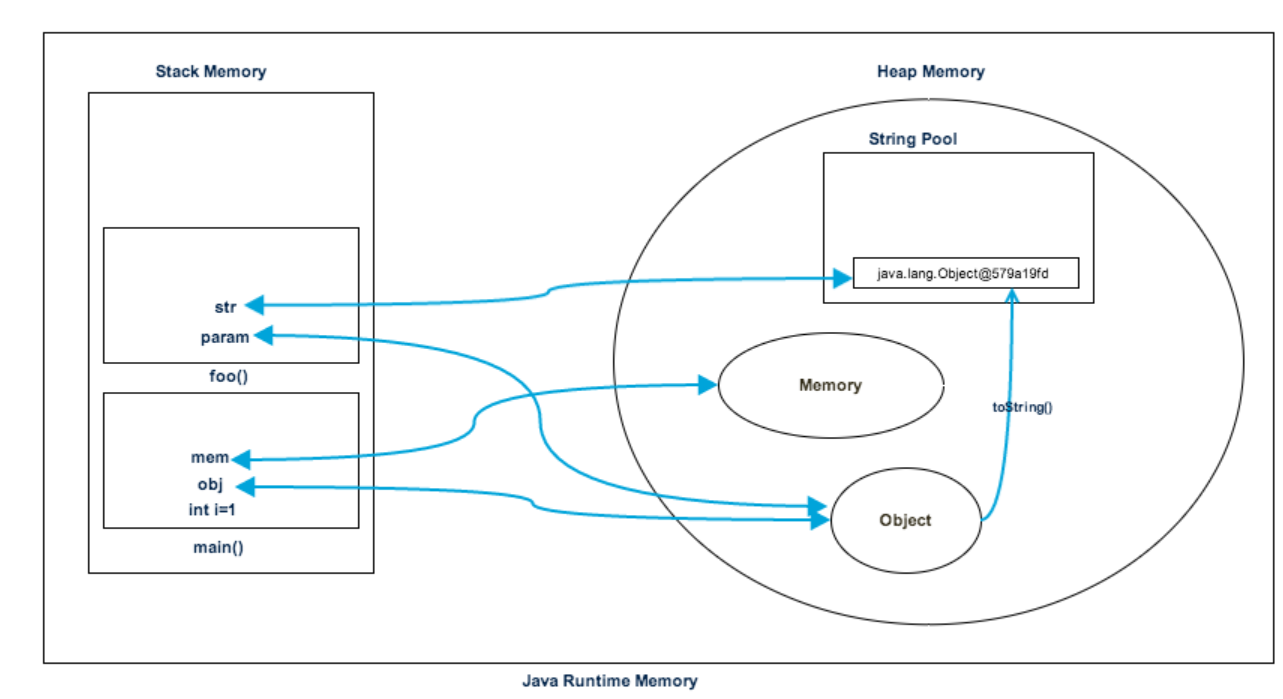 Stack Memory
Heap Memory
String Pool
java.lang.Object@579a19fd
str
param
foo()
Memory
toString()
mem
obj
int i=1
Object
main()
Java Runtime Memory